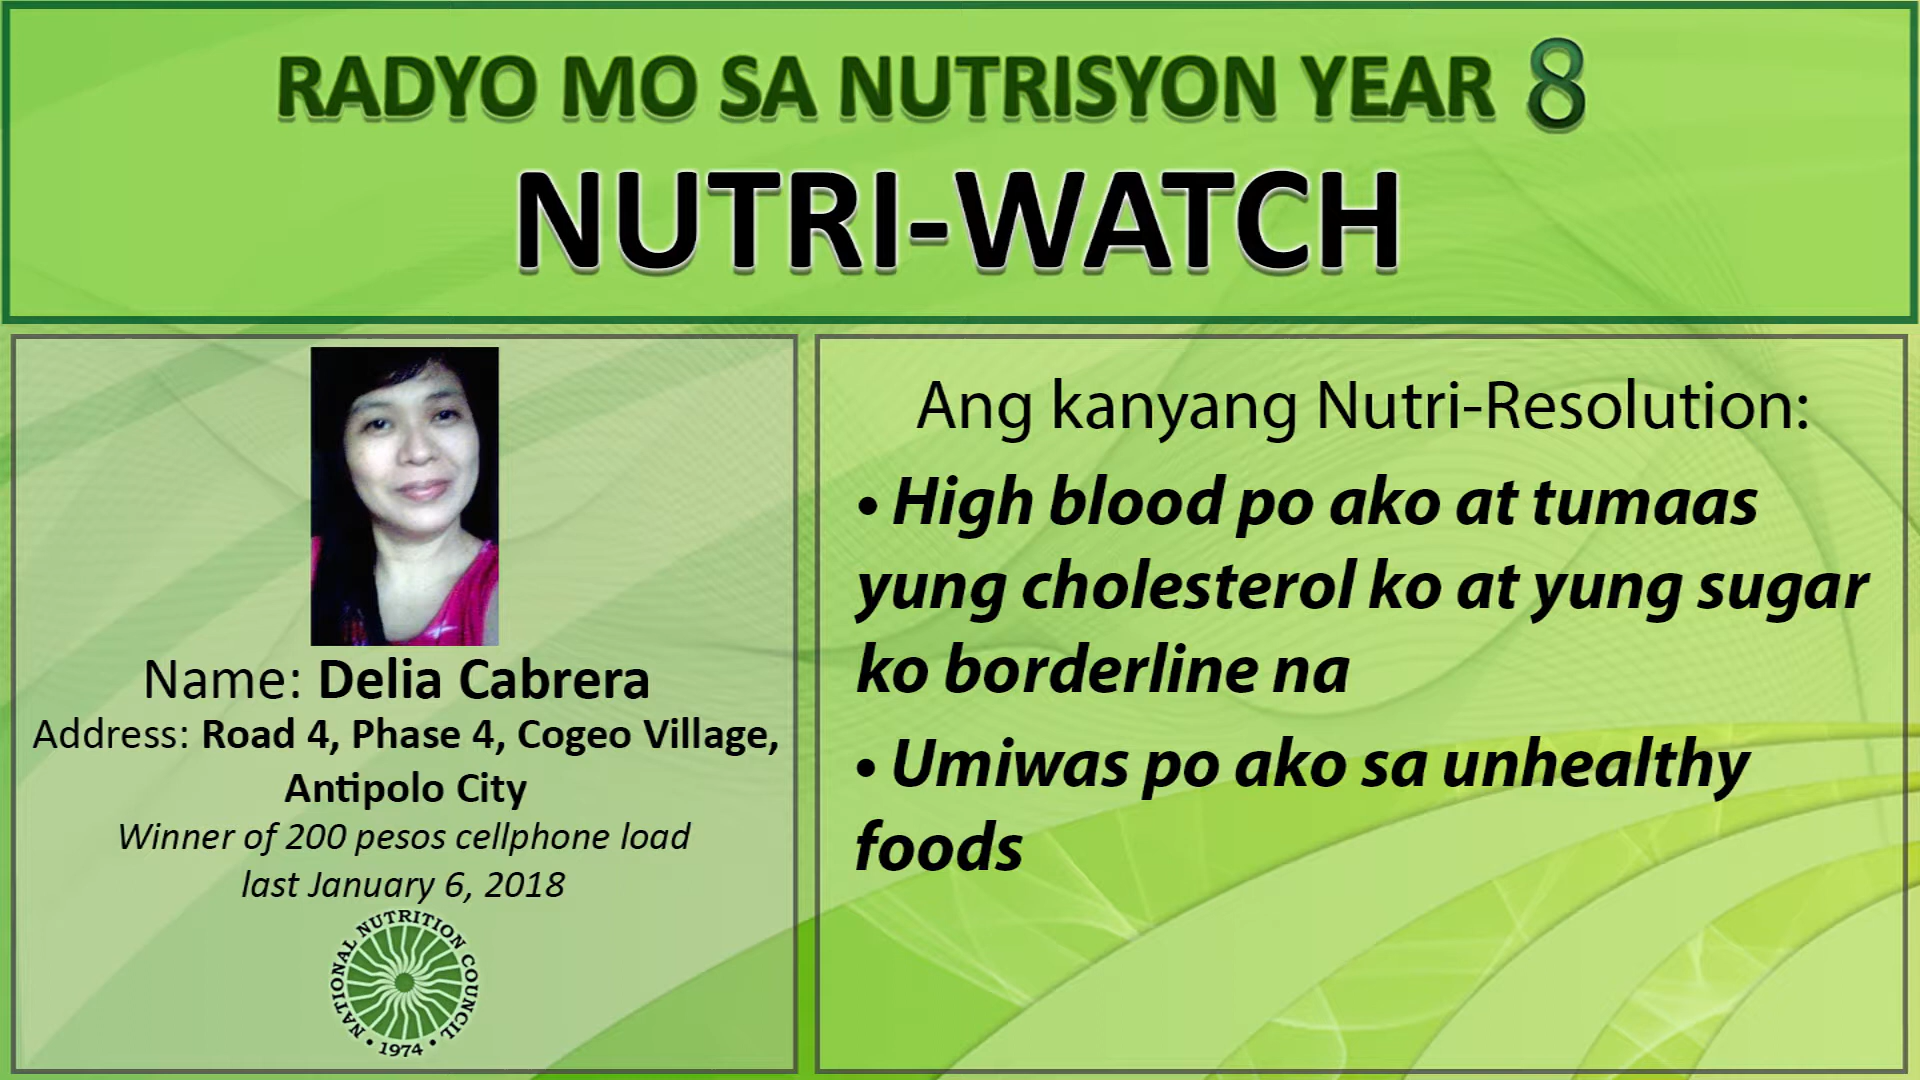 RADYO MO SA NUTRISYON YEAR 8
NUTRI-WATCH
Name: Delia Cabrera
Address: Road 4, Phase 4, Cogeo Village,
Antipolo City
Winner of 200 pesos cellphone load
last January 6, 2018
NATIONAL NUTRITION COUNCIL
• 1974 •
Ang kanyang Nutri-Resolution:
• High blood po ako at tumaas
yung cholesterol ko at yung sugar
ko borderline na
• Umiwas po ako sa unhealthy
foods